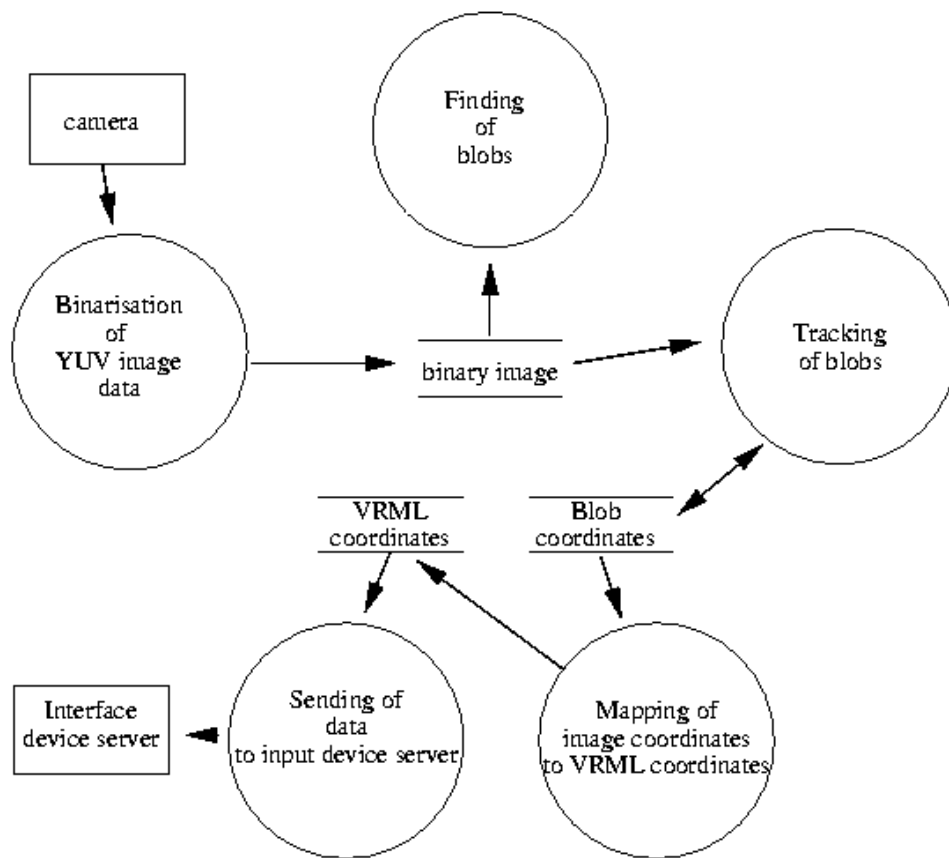 camera
Finding
of
blobs
Binarisation
of
YUV image
data
binary image
Tracking
of blobs
VRML
coordinates
Blob
coordinates
Interface
device server
Sending of
data
to input device server
Mapping of
image coordinates
to VRML coordinates